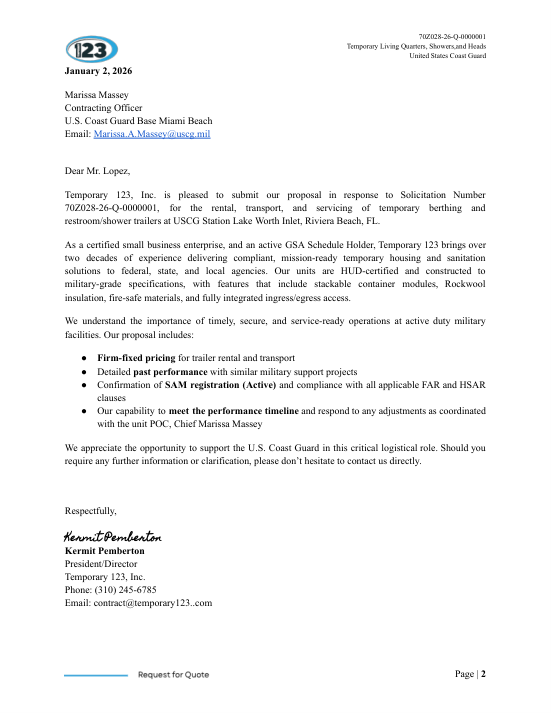 123
70Z028-26-Q-0000001
Temporary Living Quarters, Showers,and Heads
United States Coast Guard
January 2, 2026
Marissa Massey
Contracting Officer
U.S. Coast Guard Base Miami Beach
Email: Marissa.A.Massey@uscg.mil
Dear Mr. Lopez,
Temporary 123, Inc. is pleased to submit our proposal in response to Solicitation Number
70Z028-26-Q-0000001, for the rental, transport, and servicing of temporary berthing and
restroom/shower trailers at USCG Station Lake Worth Inlet, Riviera Beach, FL.
As a certified small business enterprise, and an active GSA Schedule Holder, Temporary 123 brings over
two decades of experience delivering compliant, mission-ready temporary housing and sanitation
solutions to federal, state, and local agencies. Our units are HUD-certified and constructed to
military-grade specifications, with features that include stackable container modules, Rockwool
insulation, fire-safe materials, and fully integrated ingress/egress access.
We understand the importance of timely, secure, and service-ready operations at active duty military
facilities. Our proposal includes:
● Firm-fixed pricing for trailer rental and transport
● Detailed past performance with similar military support projects
● Confirmation of SAM registration (Active) and compliance with all applicable FAR and HSAR
clauses
● Our capability to meet the performance timeline and respond to any adjustments as coordinated
with the unit POC, Chief Marissa Massey
We appreciate the opportunity to support the U.S. Coast Guard in this critical logistical role. Should you
require any further information or clarification, please don’t hesitate to contact us directly.
Respectfully,
Kermit Pemberton
Kermit Pemberton
President/Director
Temporary 123, Inc.
Phone: (310) 245-6785
Email: contract@temporary123..com
Request for Quote
Page | 2